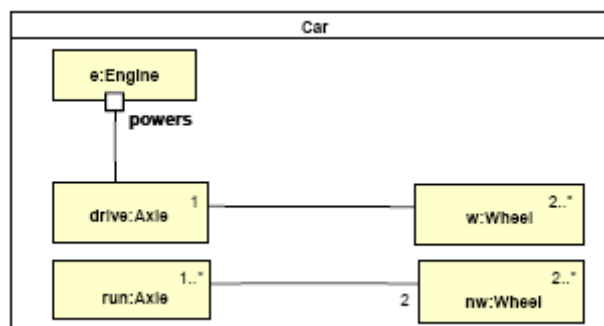 Car
e:Engine
powers
1
2..*
drive:Axle
w:Wheel
1..*
2..*
run:Axle
2
nw:Wheel